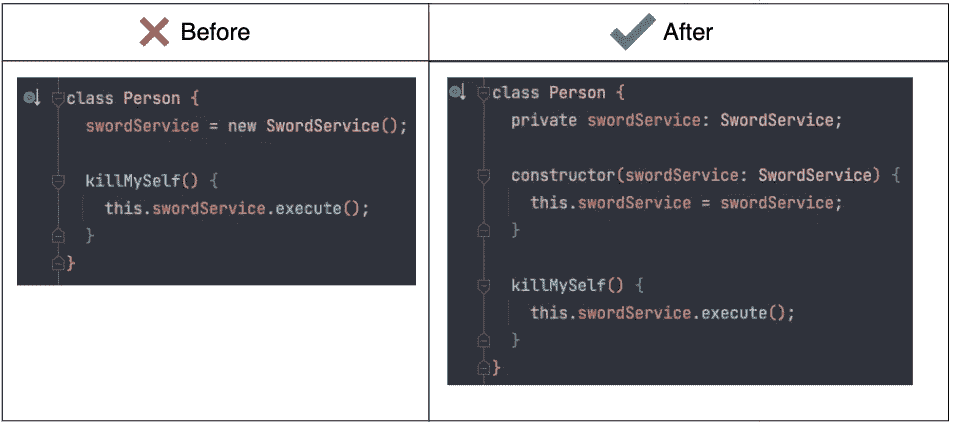 Before
class Person {
swordService = new SwordService();
killMySelf() {
this.swordService.execute();
}
}
After
class Person {
private swordService: SwordService;
constructor(swordService: SwordService) {
this.swordService = swordService;
}
killMySelf() {
this.swordService.execute();
}
}